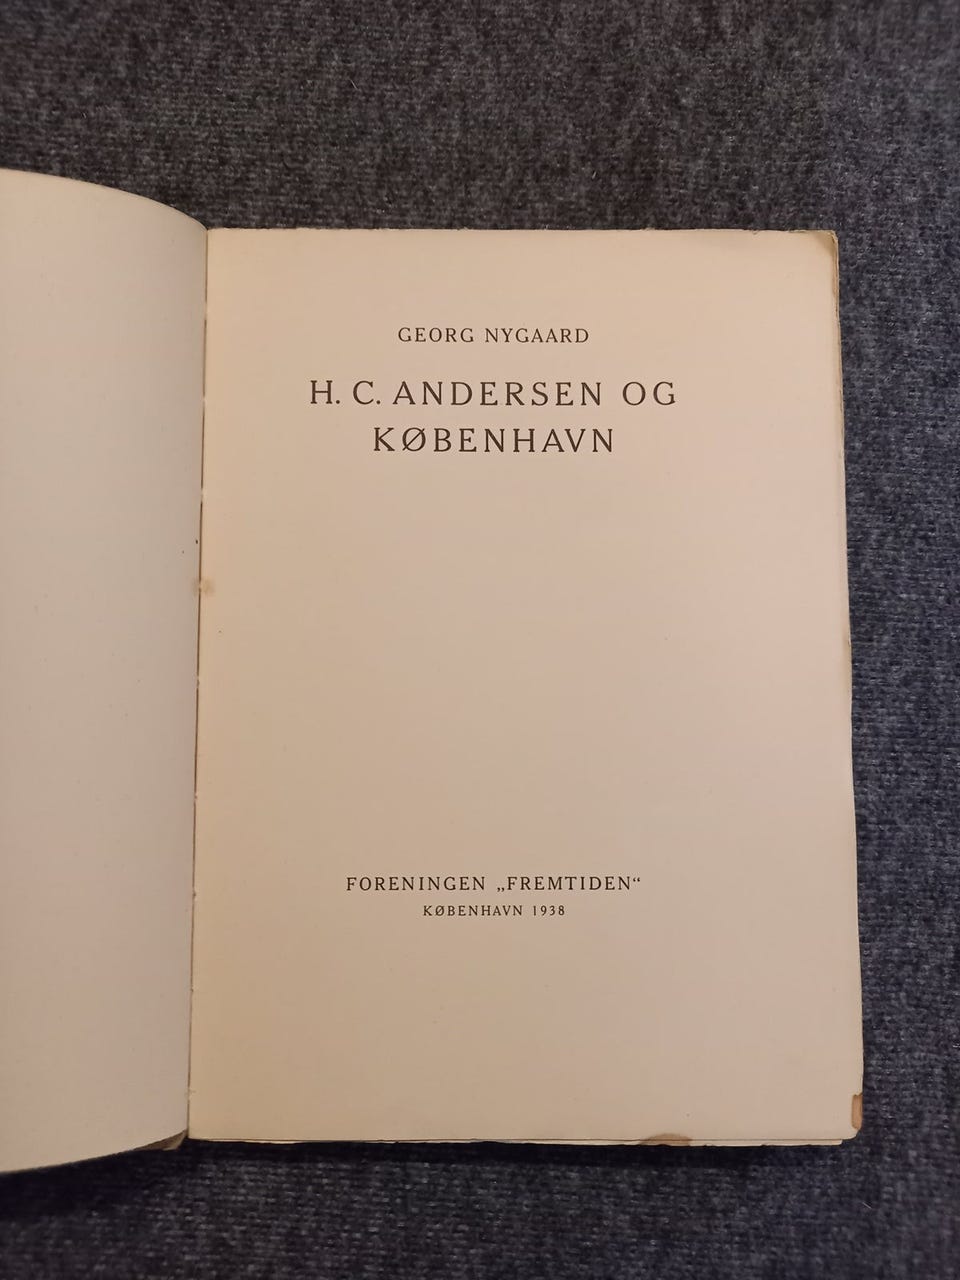 GEORG NYGAARD
H. C. ANDERSEN OG
KØBENHAVN
FORENINGEN „FREMTIDEN“
KØBENHAVN 1938